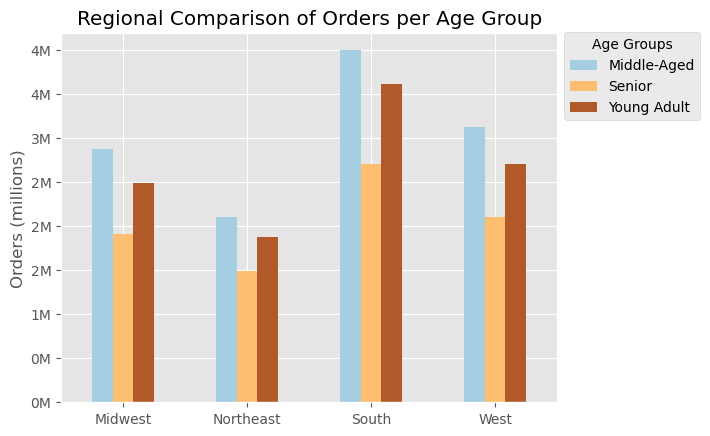 Regional Comparison of Orders per Age Group
Age Groups
Middle-Aged
Senior
Young Adult
Orders (millions)
4M
4M
3M
2M
2M
2M
1M
0M
0M
Midwest
Northeast
South
West